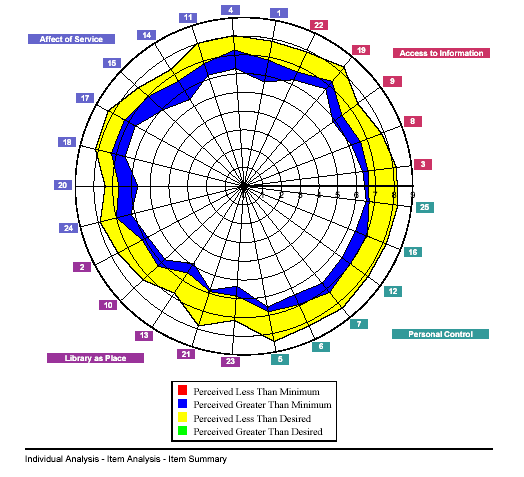 4
11
1
22
14
Affect of Service
19
Access to Information
15
9
17
8
18
3
20
2 3 4 5 6 7 8 9
25
24
16
2
12
10
7
13
Personal Control
6
21
Library as Place
23
5
Perceived Less Than Minimum
Perceived Greater Than Minimum
Perceived Less Than Desired
Perceived Greater Than Desired
Individual Analysis - Item Analysis - Item Summary